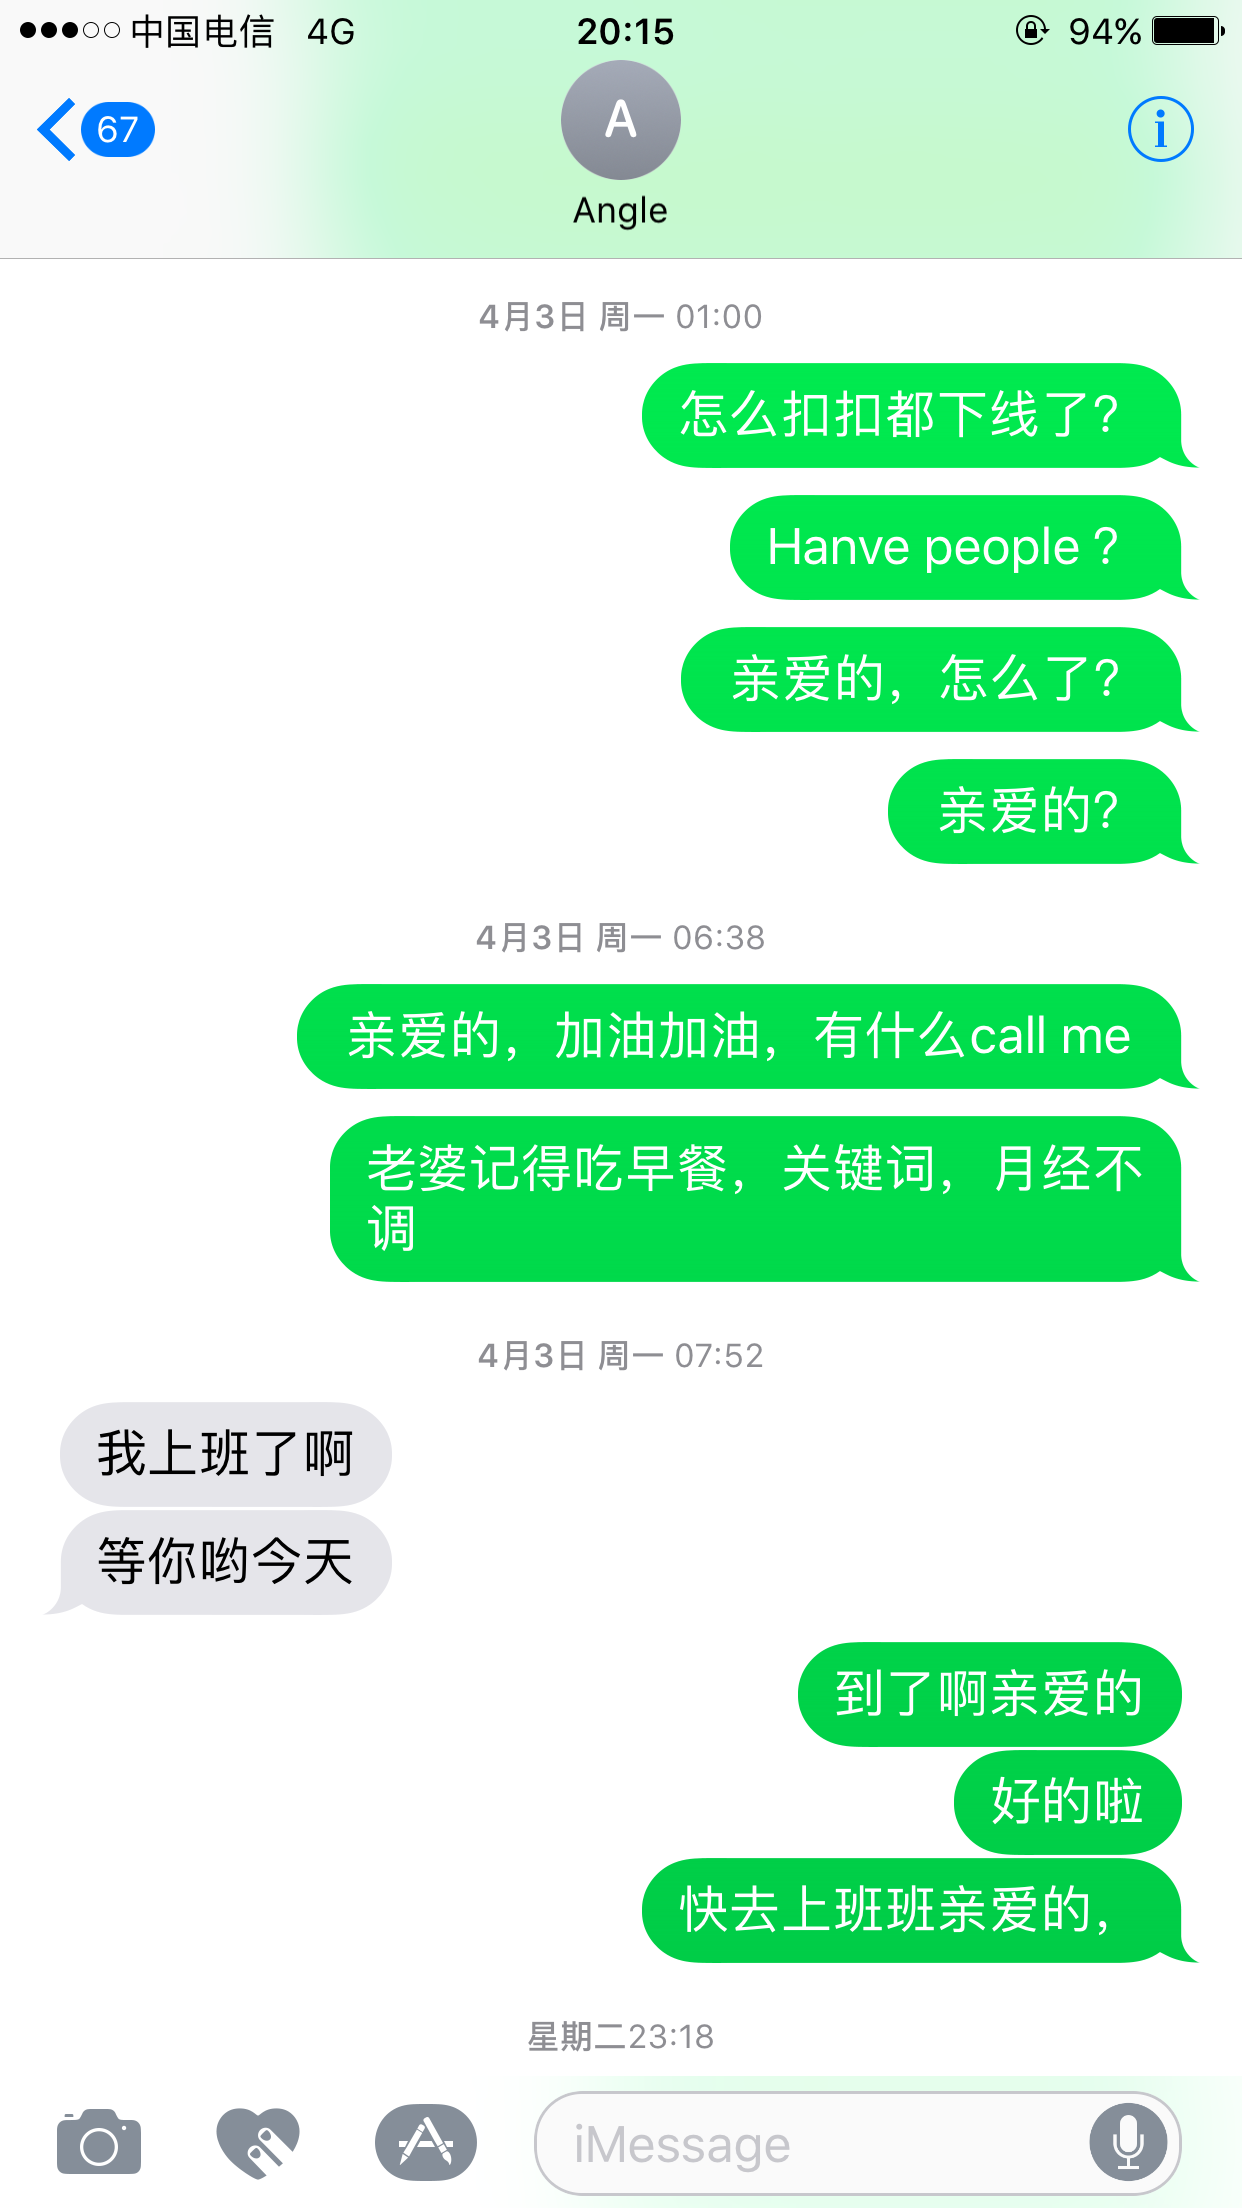 中国电信 4G 20:15 94%
67
A
Angle
4月3日 周一 01:00
怎么扣扣都下线了?
Hanve people ?
亲爱的，怎么了?
亲爱的?
4月3日 周一 06:38
亲爱的，加油加油，有什么call me
老婆记得吃早餐，关键词，月经不
调
4月3日 周一 07:52
我上班了啊
等你哟今天
到了啊亲爱的
好的啦
快去上班班亲爱的，
星期二23:18
iMessage